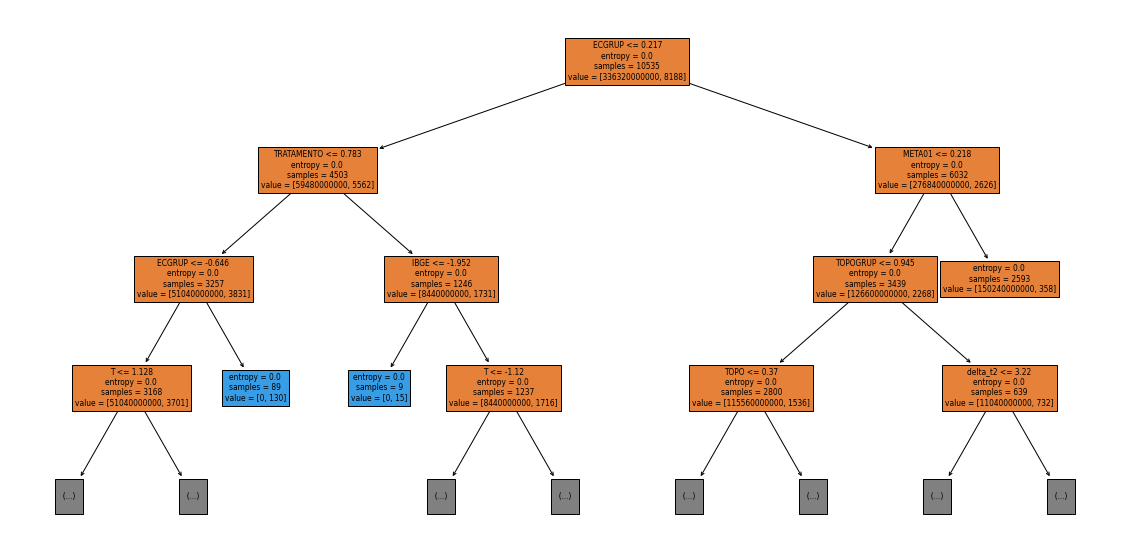 ECGRUP <= 0.217
entropy = 0.0
samples = 10535
value = [336320000000, 8188]
TRATAMENTO <= 0.783
entropy = 0.0
samples = 4503
value = [59480000000, 5562]
META01 <= 0.218
entropy = 0.0
samples = 6032
value = [276840000000, 2626]
ECGRUP <= -0.646
entropy = 0.0
samples = 3257
value = [51040000000, 3831]
IBGE <= -1.952
entropy = 0.0
samples = 1246
value = [8440000000, 1731]
TOPOGRUP <= 0.945
entropy = 0.0
samples = 3439
value = [126600000000, 2268]
entropy = 0.0
samples = 2593
value = [150240000000, 358]
T <= 1.128
entropy = 0.0
samples = 3168
value = [51040000000, 3701]
entropy = 0.0
samples = 89
value = [0, 130]
entropy = 0.0
samples = 9
value = [0, 15]
T <= -1.12
entropy = 0.0
samples = 1237
value = [8440000000, 1716]
TOPO <= 0.37
entropy = 0.0
samples = 2800
value = [115560000000, 1536]
delta_t2 <= 3.22
entropy = 0.0
samples = 639
value = [11040000000, 732]
(...)
(...)
(...)
(...)
(...)
(...)
(...)
(...)